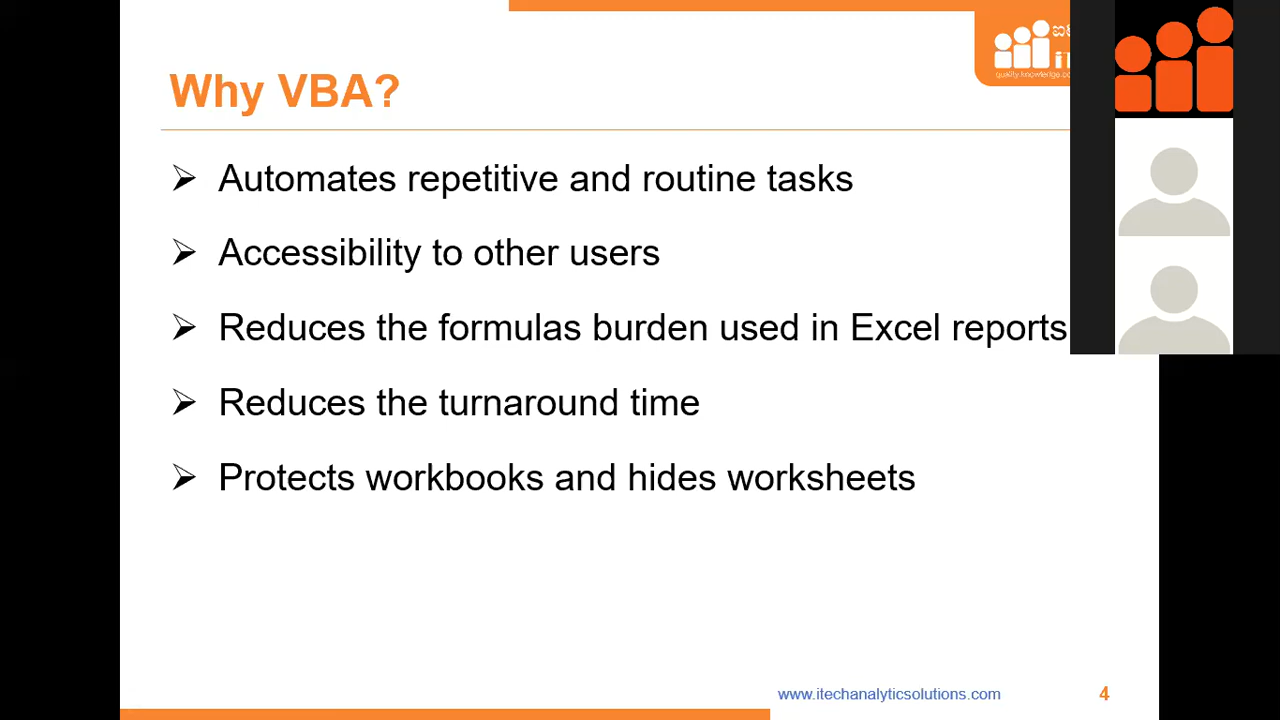 Why VBA?
Automates repetitive and routine tasks
Accessibility to other users
Reduces the formulas burden used in Excel reports
Reduces the turnaround time
Protects workbooks and hides worksheets
www.itechanalyticsolutions.com
4